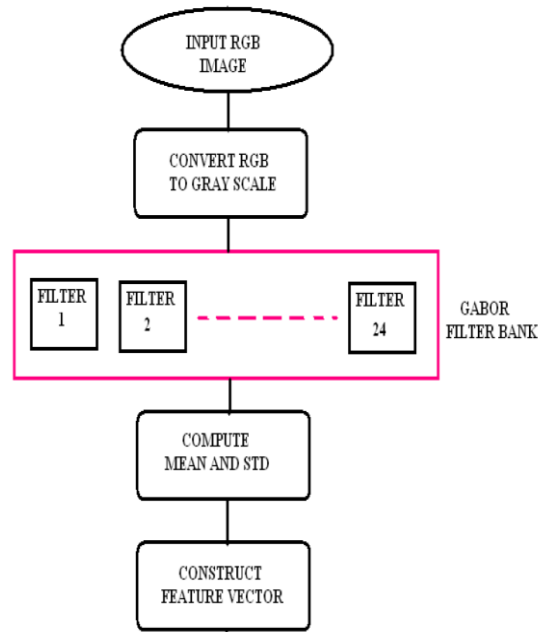 INPUT RGB
IMAGE
CONVERT RGB
TO GRAY SCALE
FILTER
1
FILTER
2
FILTER
24
GABOR
FILTER BANK
COMPUTE
MEAN AND STD
CONSTRUCT
FEATURE VECTOR